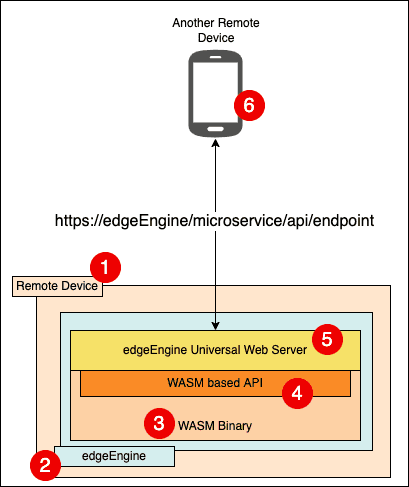 Another Remote
Device
6
https://edgeEngine/microservice/api/endpoint
1
Remote Device
5
edgeEngine Universal Web Server
WASM based API
4
3
WASM Binary
edgeEngine
2